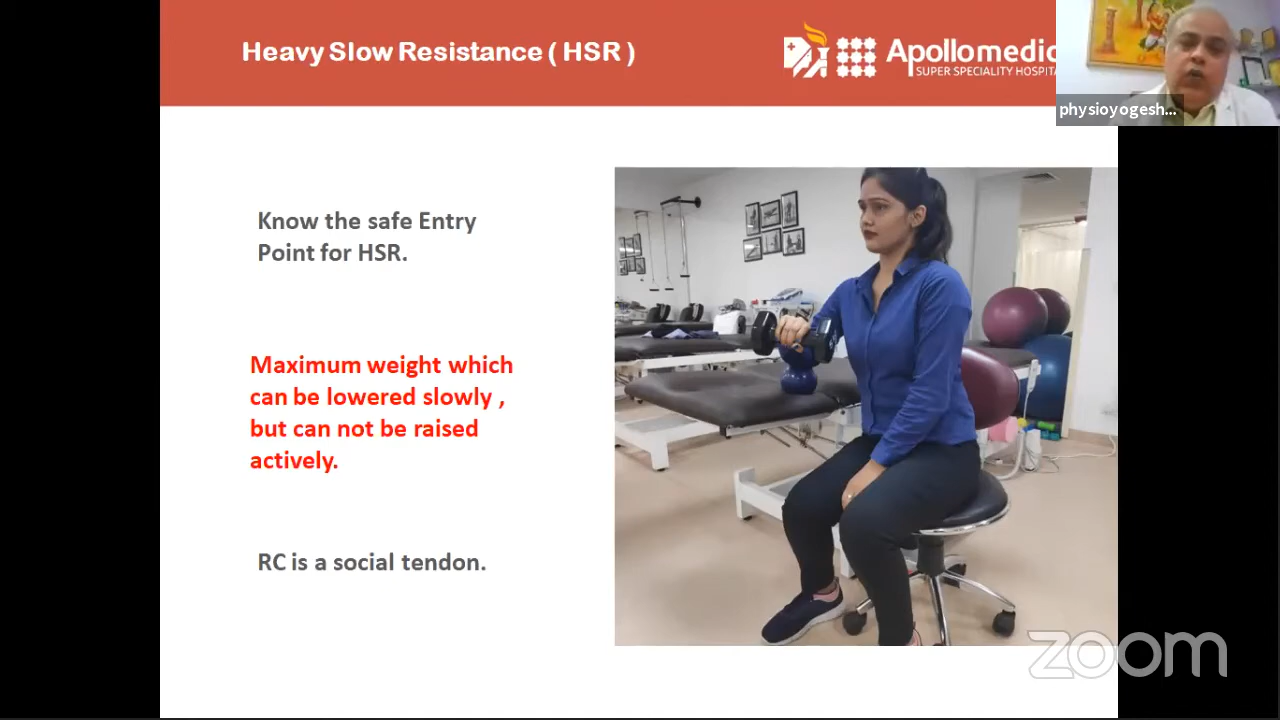 Heavy Slow Resistance ( HSR )
Apollomedic
SUPER SPECIALITY HOSPITA
physioyogesh...
Know the safe Entry
Point for HSR.
Maximum weight which
can be lowered slowly ,
but can not be raised
actively.
RC is a social tendon.
zoom